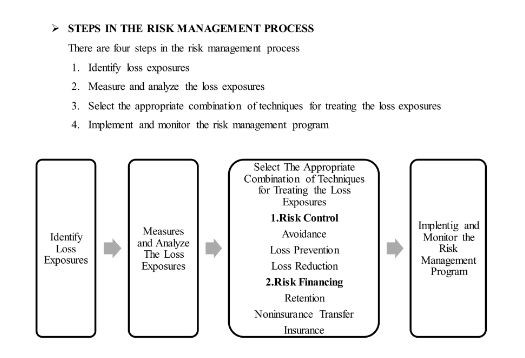 ➢ STEPS IN THE RISK MANAGEMENT PROCESS
There are four steps in the risk management process
1. Identify loss exposures
2. Measure and analyze the loss exposures
3. Select the appropriate combination of techniques for treating the loss exposures
4. Implement and monitor the risk management program
Identify
Loss
Exposures
Measures
and Analyze
The Loss
Exposures
Select The Appropriate
Combination of Techniques
for Treating the Loss
Exposures
1.Risk Control
Avoidance
Loss Prevention
Loss Reduction
2.Risk Financing
Retention
Noninsurance Transfer
Insurance
Implentig and
Monitor the
Risk
Management
Program